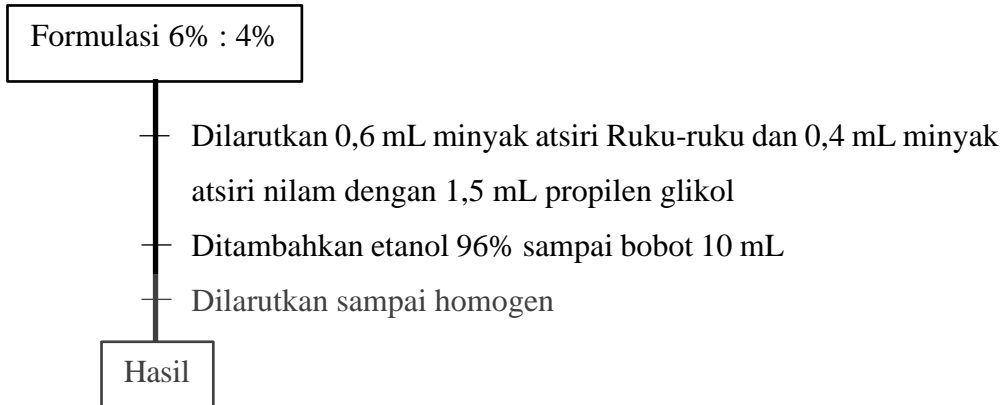 Formulasi 6% : 4%
Dilarutkan 0,6 mL minyak atsiri Ruku-ruku dan 0,4 mL minyak
atsiri nilam dengan 1,5 mL propilen glikol
Ditambahkan etanol 96% sampai bobot 10 mL
Dilarutkan sampai homogen
Hasil